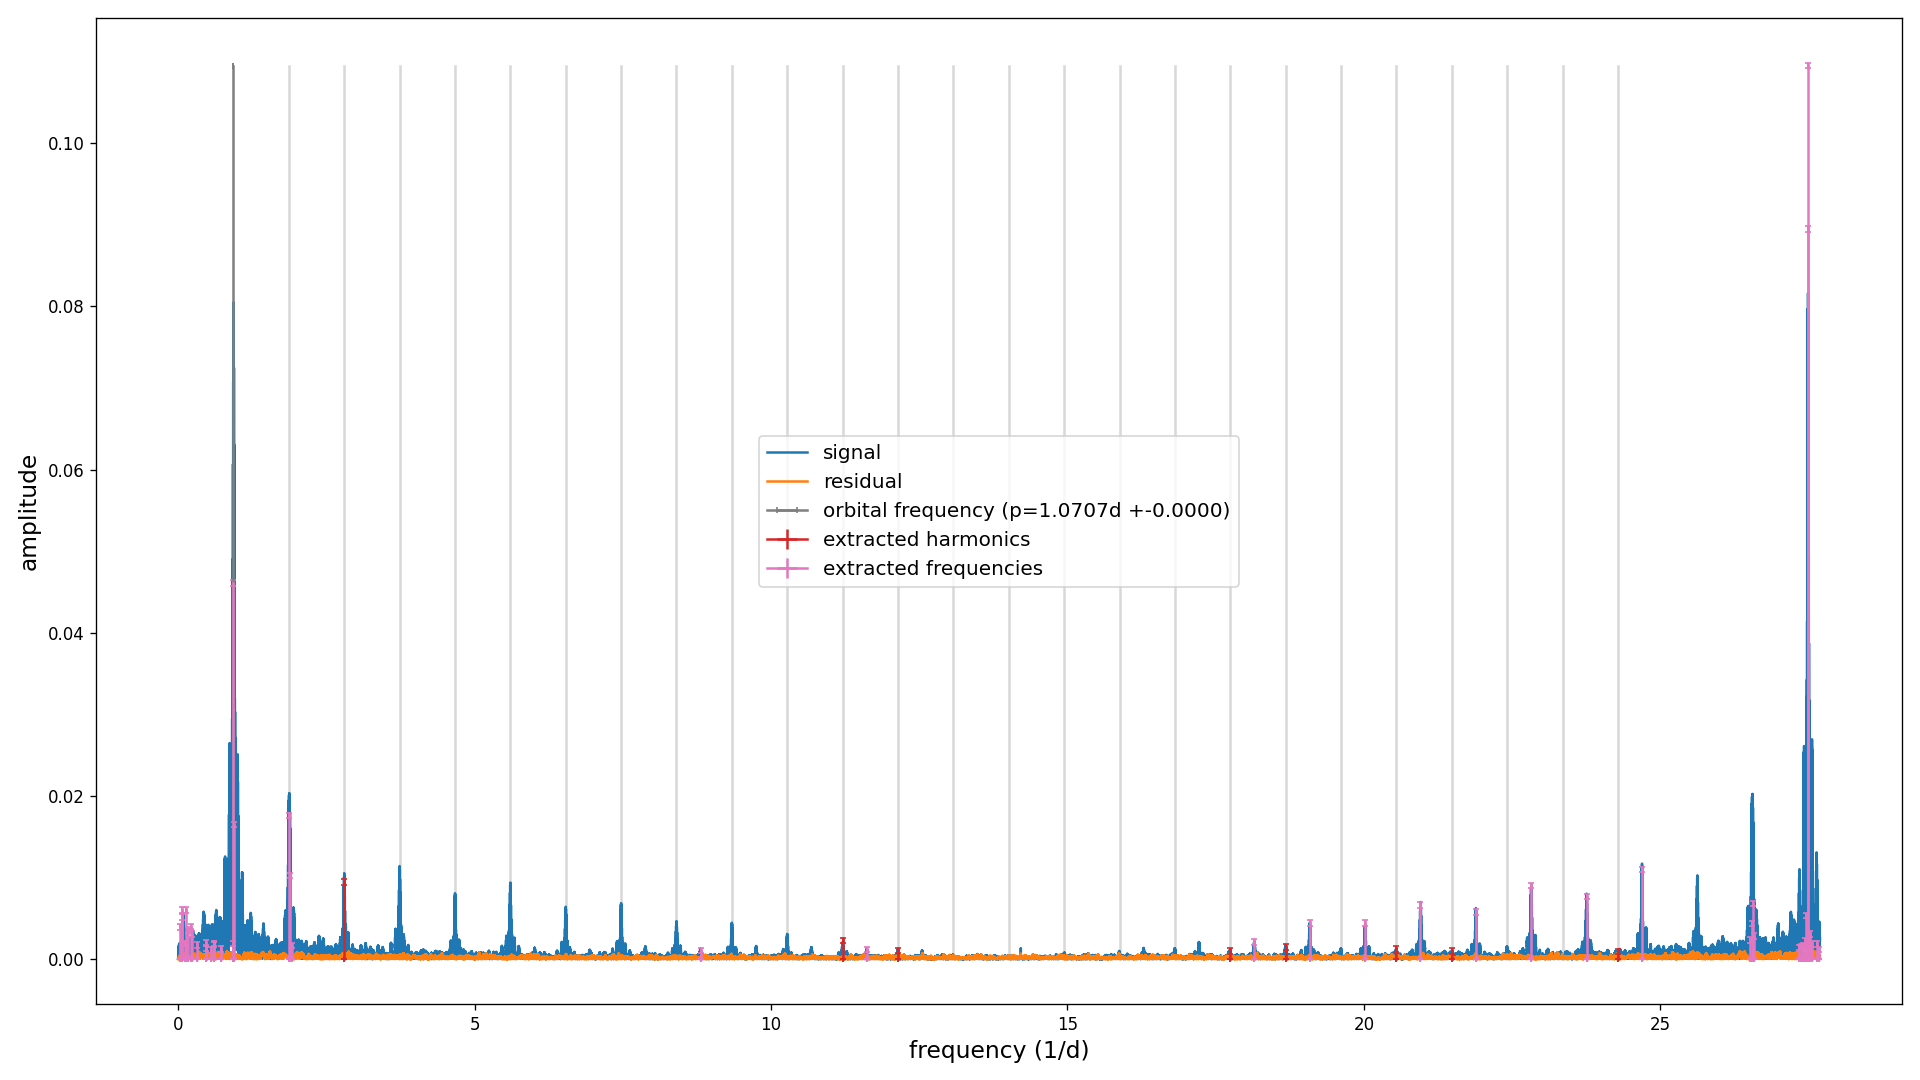 0.10
0.08
0.06
0.04
0.02
0.00
amplitude
signal
residual
orbital frequency (p=1.0707d +-0.0000)
extracted harmonics
extracted frequencies
0 5 10 15 20 25
frequency (1/d)